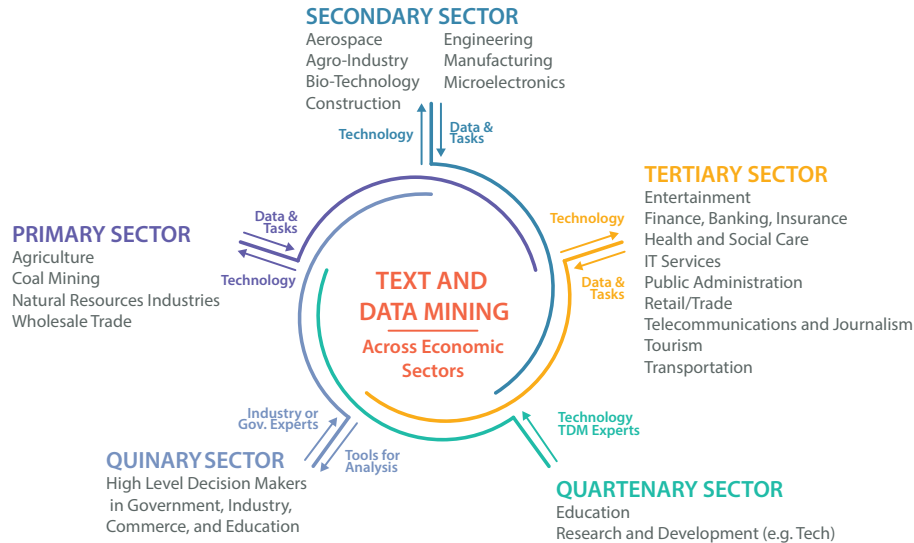 SECONDARY SECTOR
Aerospace
Agro-Industry
Bio-Technology
Construction
Engineering
Manufacturing
Microelectronics
Technology
Data &
Tasks
TERTIARY SECTOR
Entertainment
Finance, Banking, Insurance
Health and Social Care
IT Services
Public Administration
Retail/Trade
Telecommunications and Journalism
Tourism
Transportation
Technology
Data &
Tasks
PRIMARY SECTOR
Agriculture
Coal Mining
Natural Resources Industries
Wholesale Trade
Data &
Tasks
Technology
TEXT AND
DATA MINING
Across Economic
Sectors
Industry or
Gov. Experts
Tools for
Analysis
QUINARY SECTOR
High Level Decision Makers
in Government, Industry,
Commerce, and Education
Technology
TDM Experts
QUARTENARY SECTOR
Education
Research and Development (e.g. Tech)